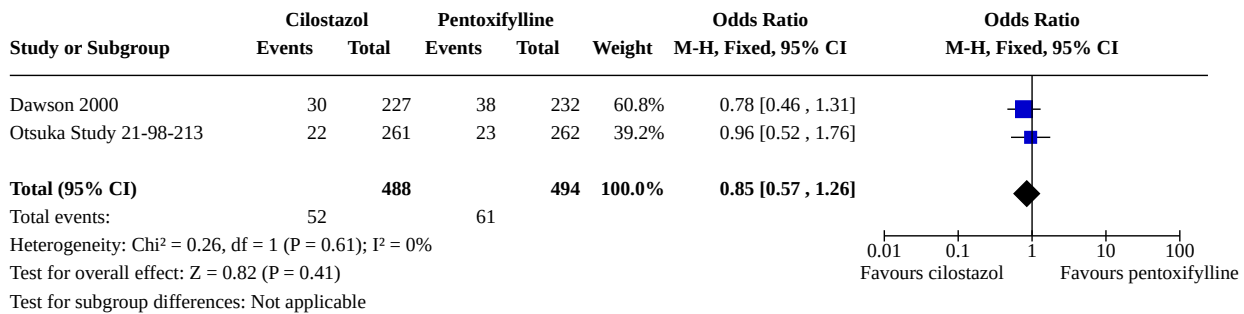 Cilostazol Pentoxifylline Odds Ratio Odds Ratio
Study or Subgroup Events Total Events Total Weight M-H, Fixed, 95% CI M-H, Fixed, 95% CI
Dawson 2000 30 227 38 232 60.8% 0.78 [0.46 , 1.31]
Otsuka Study 21-98-213 22 261 23 262 39.2% 0.96 [0.52 , 1.76]
Total (95% CI) 488 494 100.0% 0.85 [0.57 , 1.26]
Total events: 52 61
Heterogeneity: Chi² = 0.26, df = 1 (P = 0.61); I² = 0%
0.01 0.1 1 10 100
Test for overall effect: Z = 0.82 (P = 0.41) Favours cilostazol Favours pentoxifylline
Test for subgroup differences: Not applicable